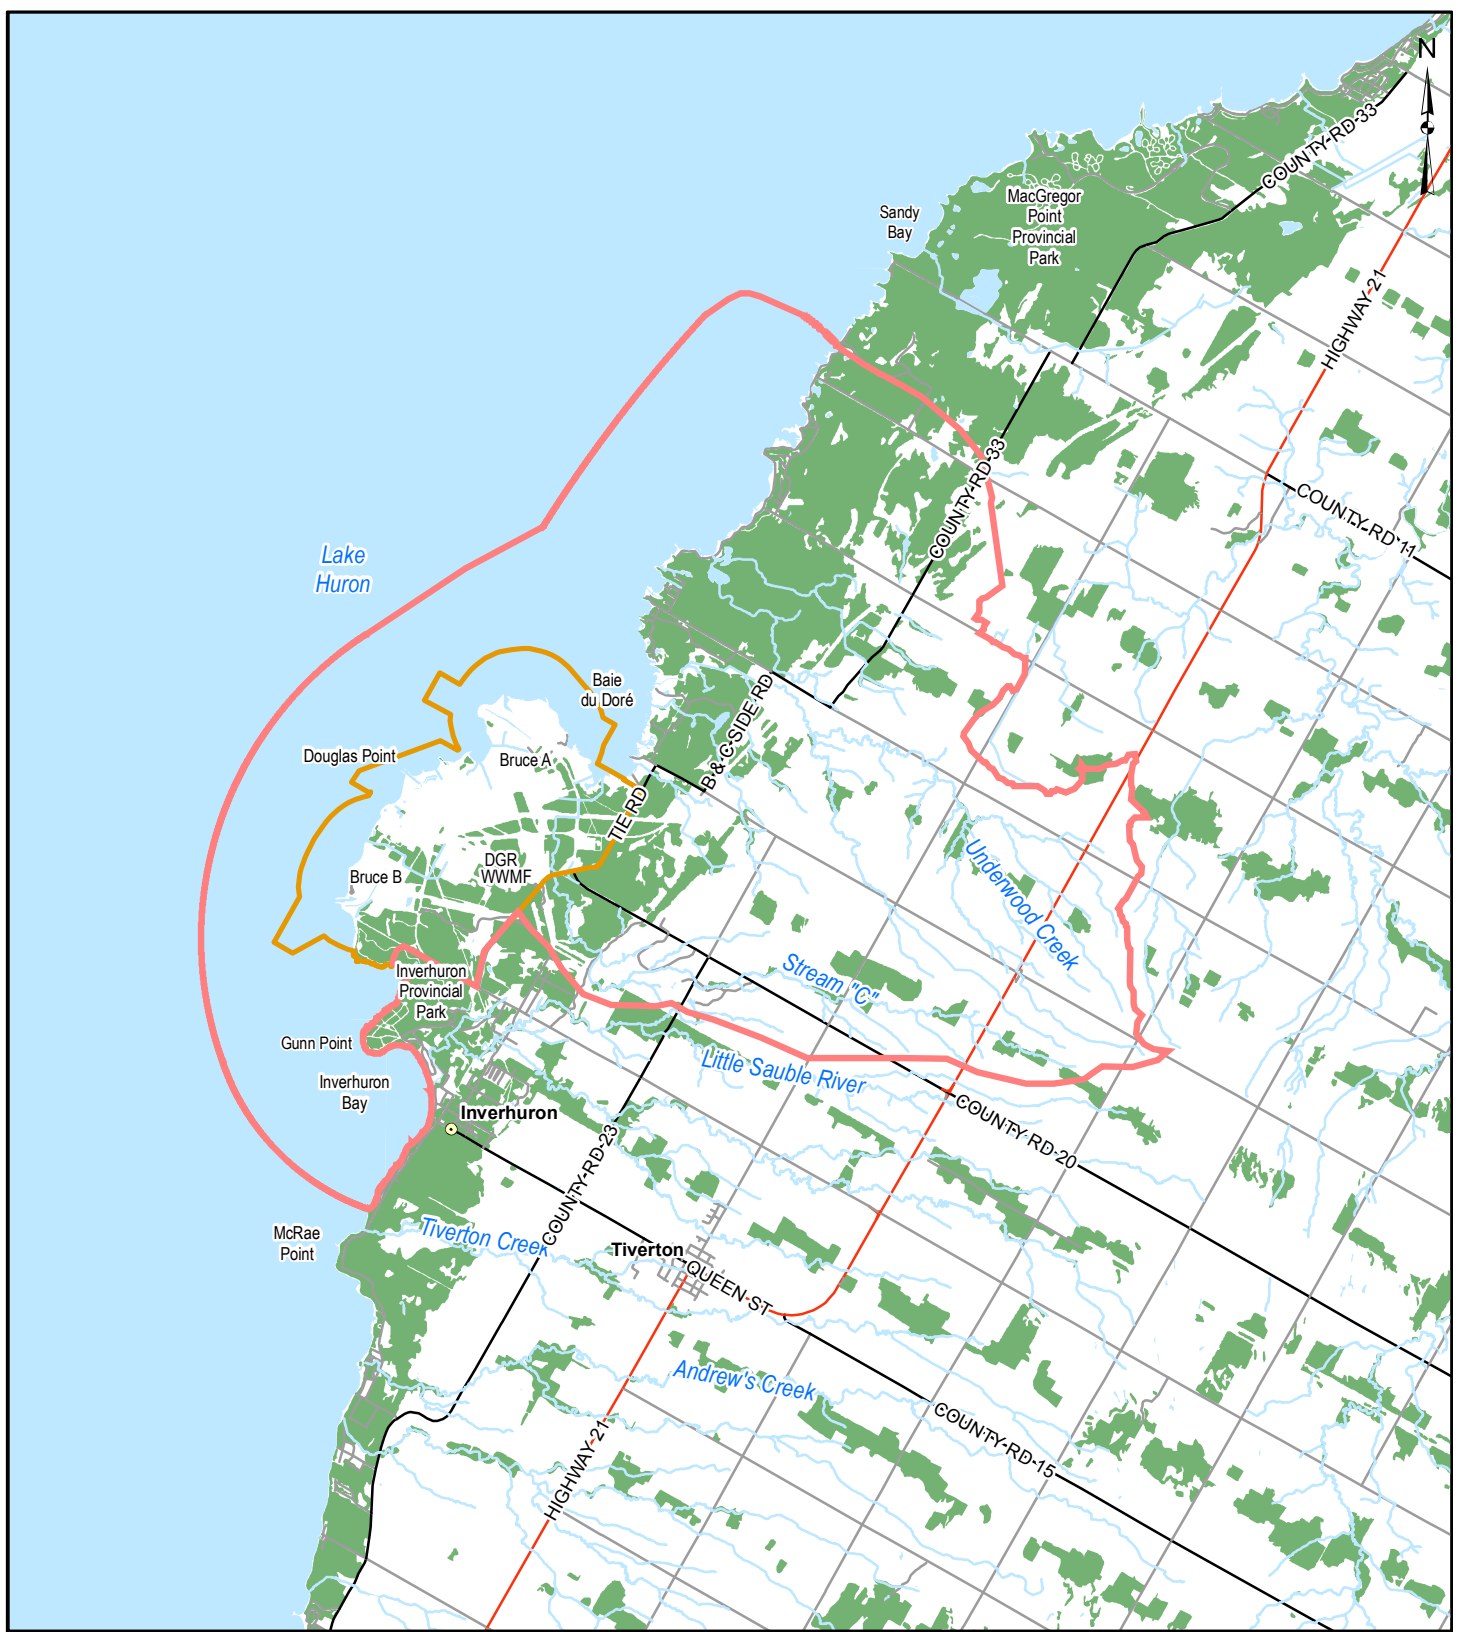 N
COUNTY-RD-33
MacGregor
Point
Provincial
Park
Sandy
Bay
HIGHWAY-21
COUNTY-RD-33
COUNTY-RD-11
Lake
Huron
Baie
du Doré
B & C SIDE RD
Douglas Point
Bruce A
TIE RD
DGR
WWMF
Bruce B
Underwood Creek
Stream "C"
Inverhuron
Provincial
Park
Gunn Point
Little Sauble River
Inverhuron
Bay
Inverhuron
COUNTY-RD-20
COUNTY-RD-23
McRae
Point
Tiverton Creek
Tiverton
QUEEN ST
Andrew's Creek
COUNTY-RD-15
HIGHWAY-21